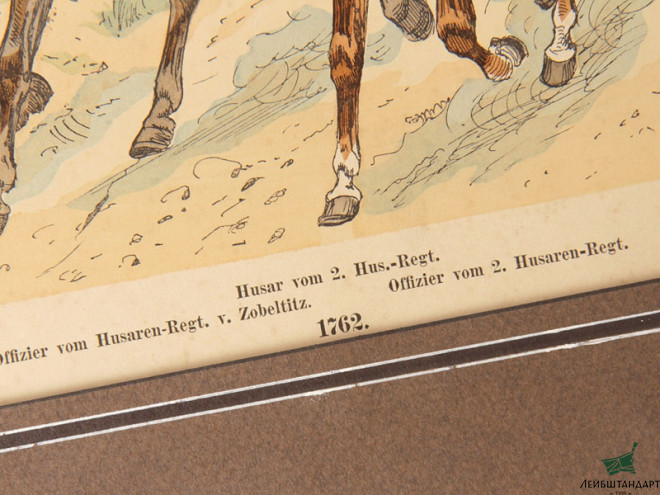 Husar vom 2. Hus.-Regt.
Offizier vom Husaren-Regt. v. Zobeltitz.
Offizier vom 2. Husaren-Regt.
1762.
ЛЕЙБШТАНДАРТ